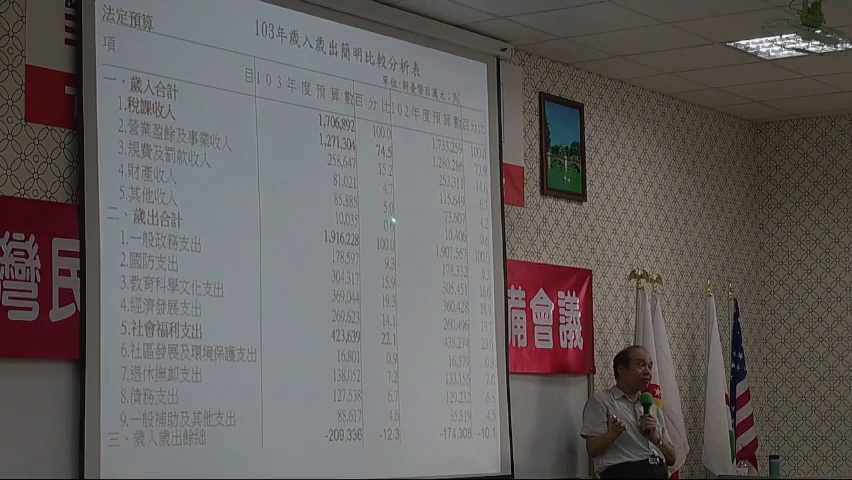 法定預算
103年歲入歲出簡明比較分析表
單位:新臺幣百萬元;%
項 目 103年度預算數 百分比 102年度預算數 百分比
一、歲入合計 1,706,892 100.0 1,733,259 100.0
1.稅課收入 1,271,304 74.5 1,280,286 73.9
2.營業盈餘及事業收入 258,647 15.2 253,311 14.6
3.規費及罰款收入 81,021 4.7 115,649 6.7
4.財產收入 85,885 5.0 73,607 4.2
5.其他收入 10,035 0.6 10,406 0.6
二、歲出合計 1,916,228 100.0 1,907,567 100.0
1.一般政務支出 178,597 9.3 178,332 9.3
2.國防支出 304,317 15.9 305,451 16.0
3.教育科學文化支出 369,044 19.3 360,428 18.9
4.經濟發展支出 269,623 14.1 260,496 13.7
5.社會福利支出 423,639 22.1 438,274 23.0
6.社區發展及環境保護支出 16,801 0.9 16,379 0.9
7.退休撫卹支出 138,052 7.2 133,156 7.0
8.債務支出 127,538 6.7 129,232 6.8
9.一般補助及其他支出 88,617 4.6 85,819 4.5
三、歲入歲出餘絀 -209,336 -12.3 -174,308 -10.1
灣民
備會議